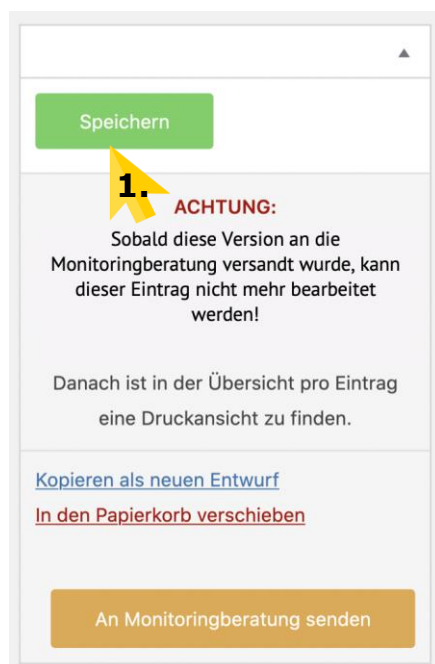 Speichern
1.
ACHTUNG:
Sobald diese Version an die
Monitoringberatung versandt wurde, kann
dieser Eintrag nicht mehr bearbeitet
werden!
Danach ist in der Übersicht pro Eintrag
eine Druckansicht zu finden.
Kopieren als neuen Entwurf
In den Papierkorb verschieben
An Monitoringberatung senden